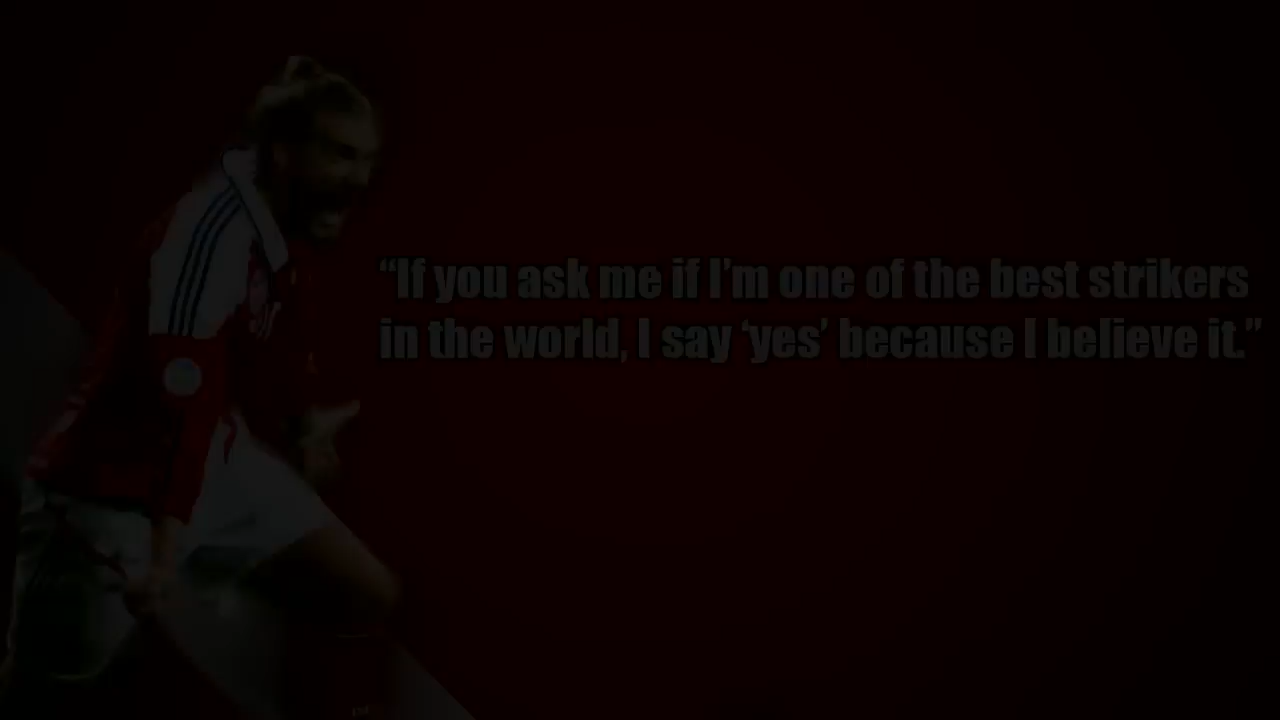 “If you ask me if I’m one of the best strikers
in the world, I say ‘yes’ because I believe it.”